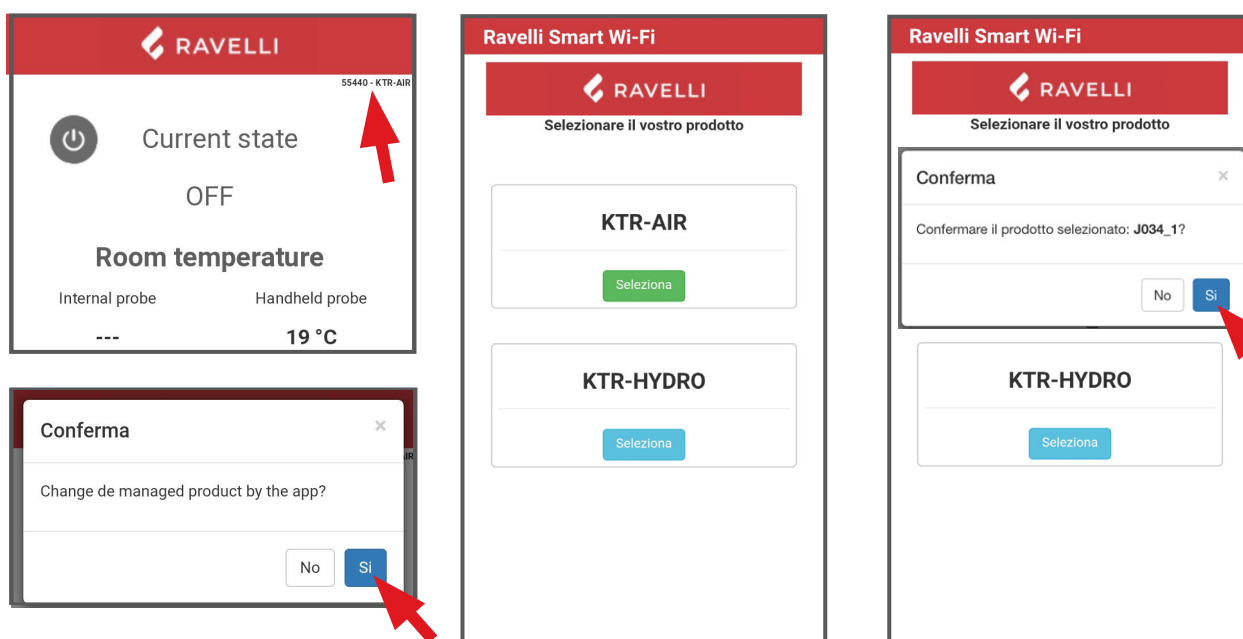 RAVELLI
55440 - KTR-AIR
Current state
OFF
Room temperature
Internal probe Handheld probe
--- 19 °C
Conferma ×
AIR
Change de managed product by the app?
No Si
Ravelli Smart Wi-Fi
RAVELLI
Selezionare il vostro prodotto
KTR-AIR
Seleziona
KTR-HYDRO
Seleziona
Ravelli Smart Wi-Fi
RAVELLI
Selezionare il vostro prodotto
Conferma ×
Confermare il prodotto selezionato: J034_1?
No Si
KTR-HYDRO
Seleziona